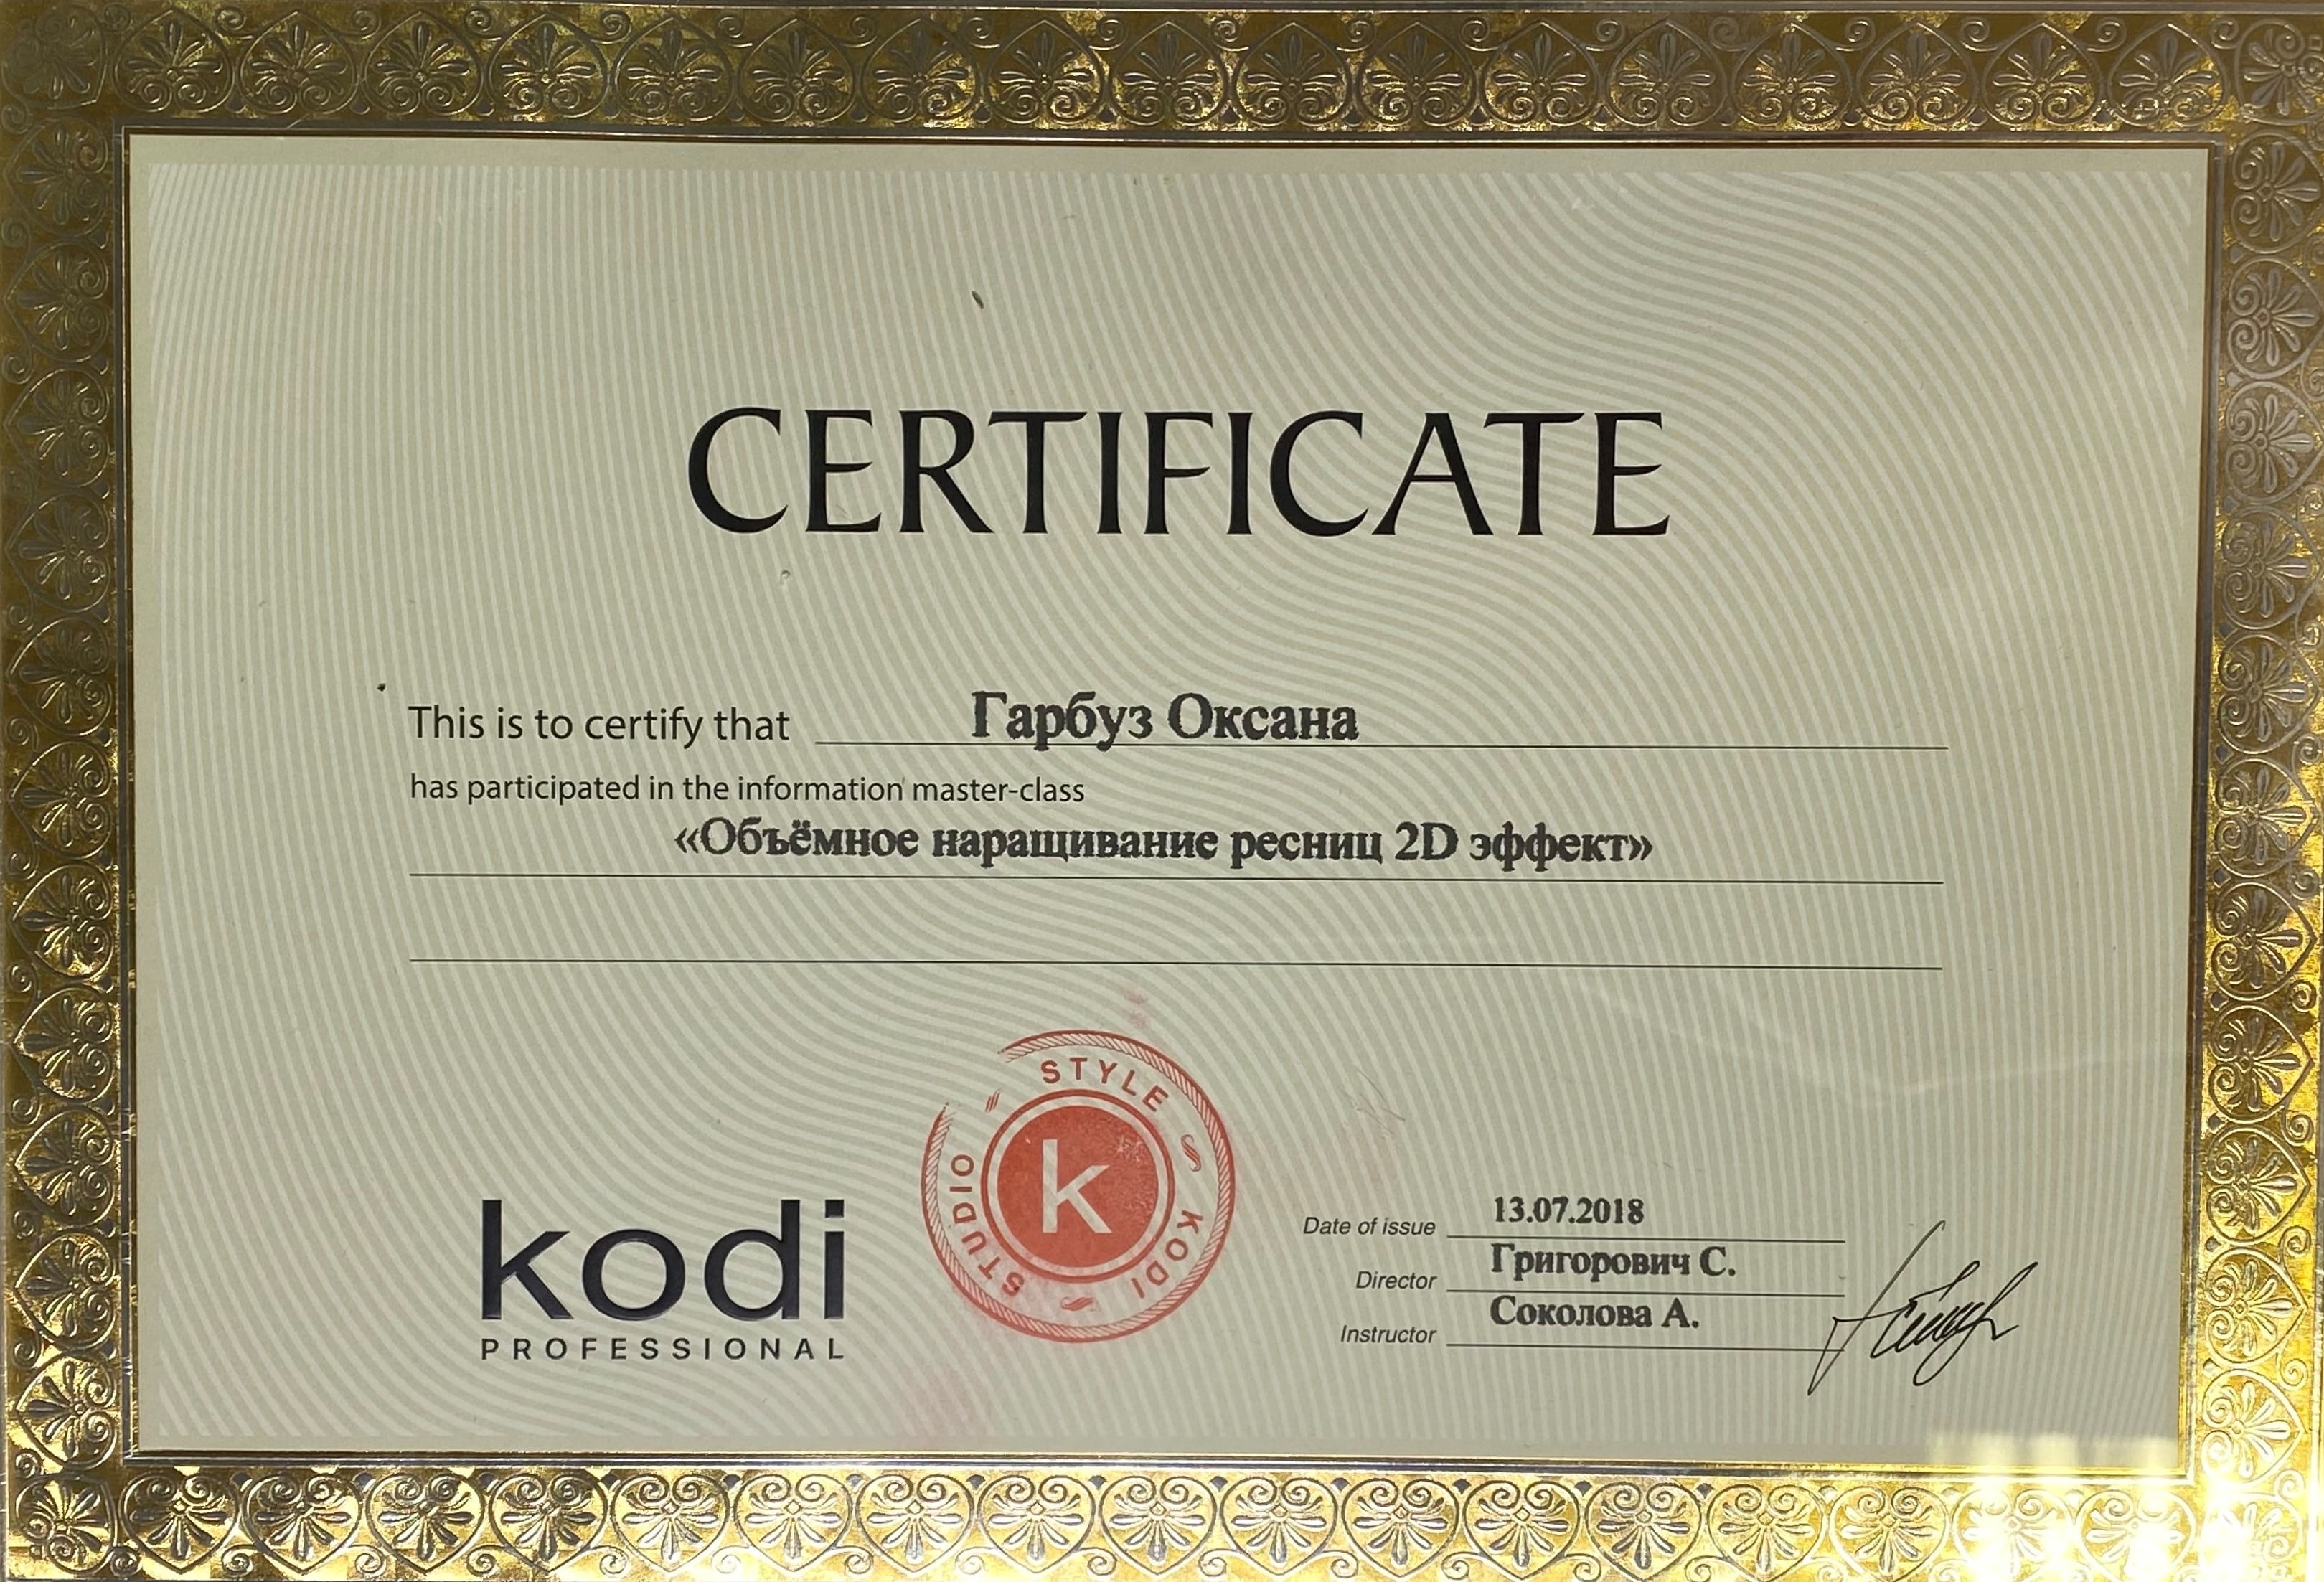 CERTIFICATE
This is to certify that Гарбуз Оксана
has participated in the information master-class
«Объёмное наращивание ресниц 2D эффект»
STYLE KODI STUDIO
k
kodi
PROFESSIONAL
Date of issue 13.07.2018
Director Григорович С.
Instructor Соколова А.